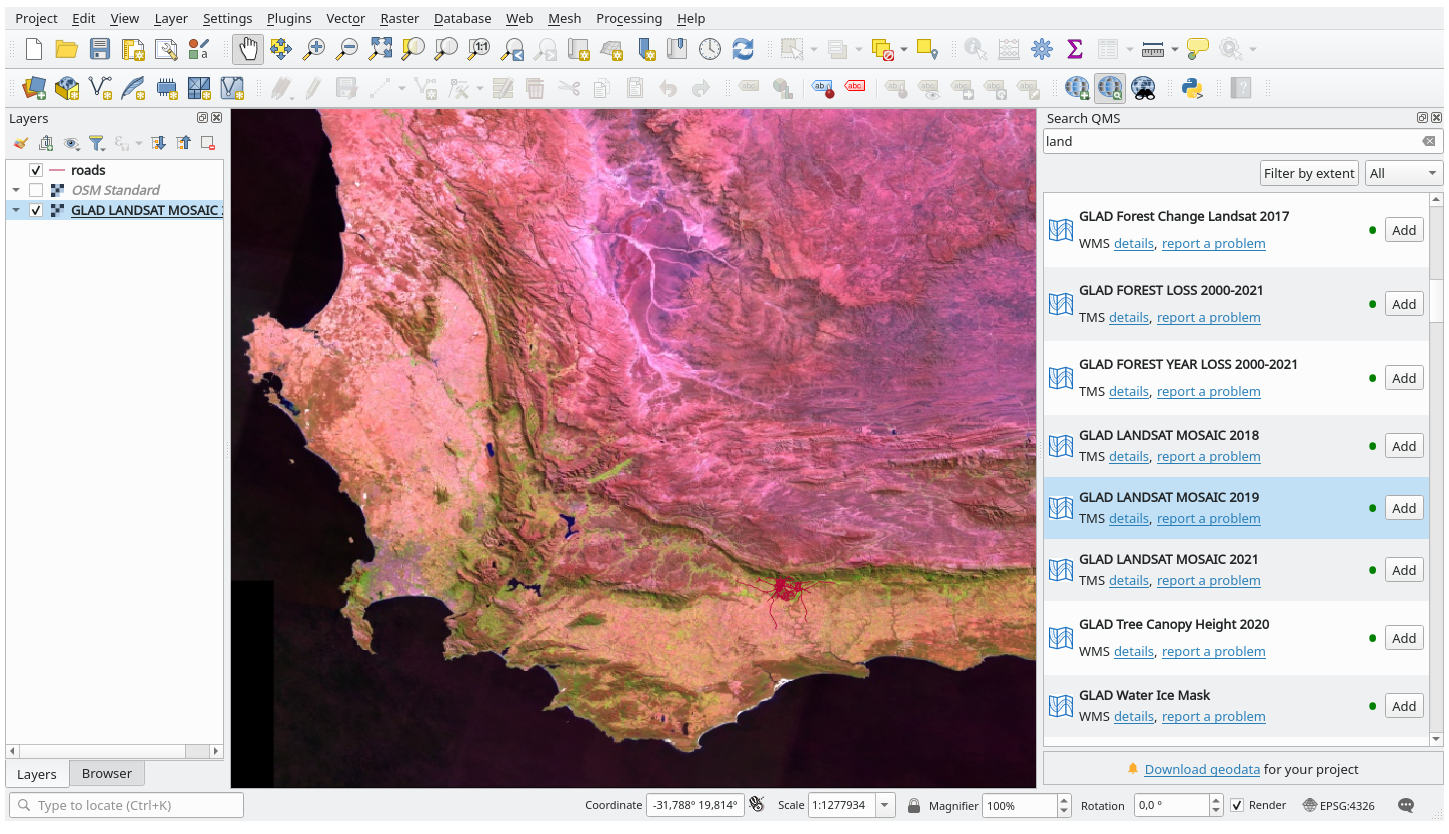 Project Edit View Layer Settings Plugins Vector Raster Database Web Mesh Processing Help
1:1
abc abc
Layers
roads
OSM Standard
GLAD LANDSAT MOSAIC
Layers Browser
Search QMS
land
Filter by extent All
GLAD Forest Change Landsat 2017
WMS details, report a problem Add
GLAD FOREST LOSS 2000-2021
TMS details, report a problem Add
GLAD FOREST YEAR LOSS 2000-2021
TMS details, report a problem Add
GLAD LANDSAT MOSAIC 2018
TMS details, report a problem Add
GLAD LANDSAT MOSAIC 2019
TMS details, report a problem Add
GLAD LANDSAT MOSAIC 2021
TMS details, report a problem Add
GLAD Tree Canopy Height 2020
WMS details, report a problem Add
GLAD Water Ice Mask
WMS details, report a problem Add
Download geodata for your project
Type to locate (Ctrl+K) Coordinate -31,788° 19,814° Scale 1:1277934 Magnifier 100% Rotation 0,0 ° Render EPSG:4326